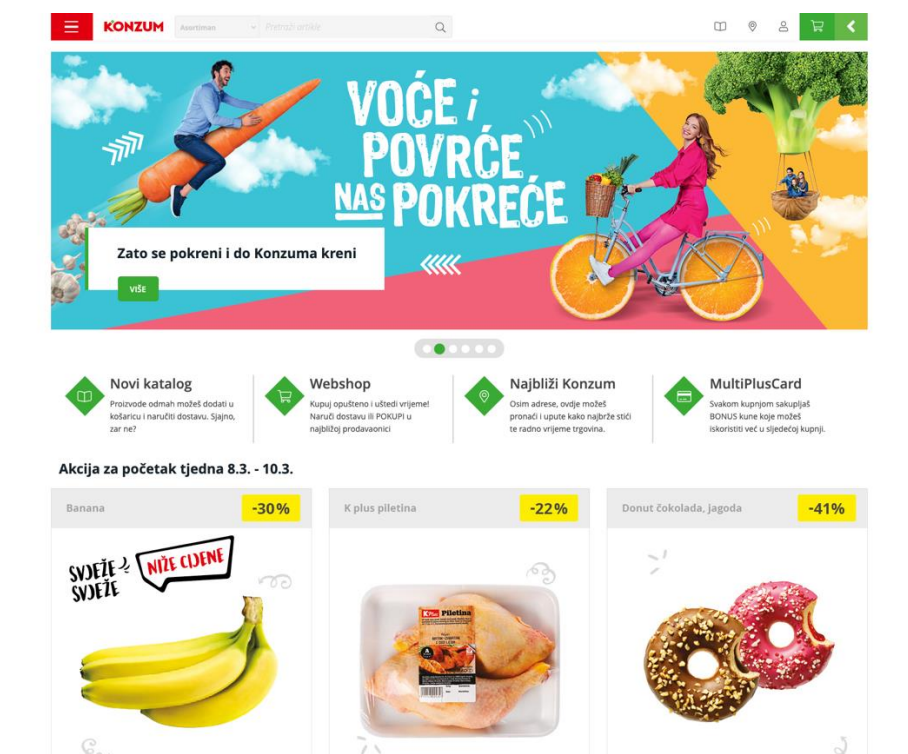 KONZUM
Asortiman
Pretraži artikle
VOĆE i
POVRĆE
NAS POKREĆE
Zato se pokreni i do Konzuma kreni
VIŠE
Novi katalog
Proizvode odmah možeš dodati u
košaricu i naručiti dostavu. Sjajno,
zar ne?
Webshop
Kupuj opušteno i uštedi vrijeme!
Naruči dostavu ili POKUPI u
najbližoj prodavaonici
Najbliži Konzum
Osim adrese, ovdje možeš
pronaći i upute kako najbrže stići
te radno vrijeme trgovina.
MultiPlusCard
Svakom kupnjom sakupljaš
BONUS kune koje možeš
iskoristiti već u sljedećoj kupnji.
Akcija za početak tjedna 8.3. - 10.3.
Banana
-30%
K plus piletina
-22%
Donut čokolada, jagoda
-41%
SVJEŽE
SVJEŽE
NIŽE CIJENE
K Plus Piletina